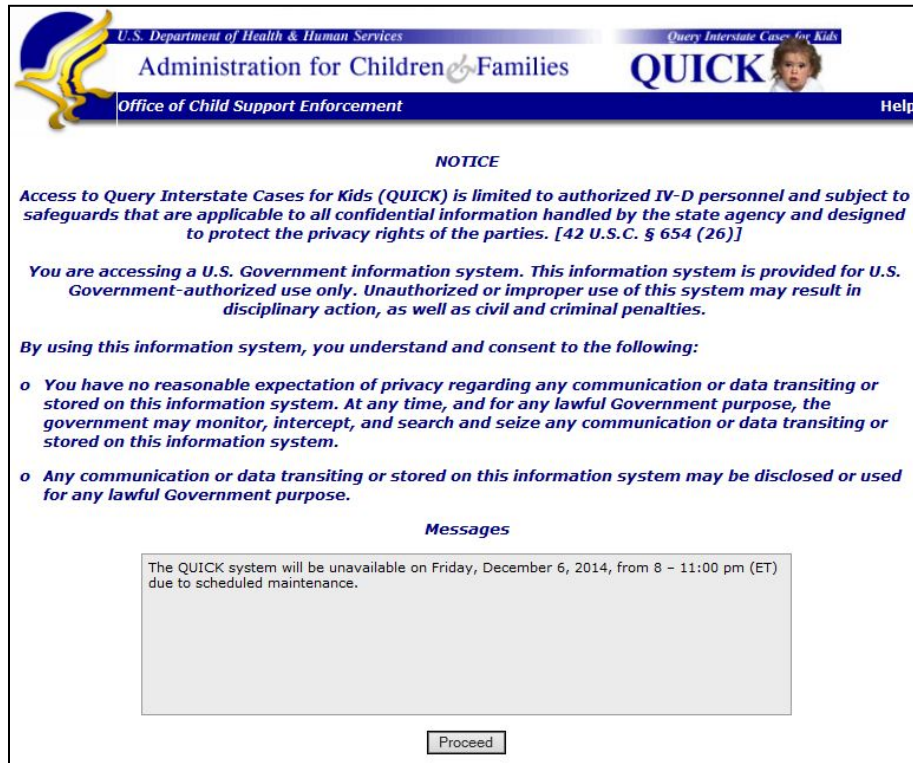 U.S. Department of Health & Human Services
Query Interstate Cases for Kids
Administration for Children & Families
QUICK
Office of Child Support Enforcement
Help
NOTICE
Access to Query Interstate Cases for Kids (QUICK) is limited to authorized IV-D personnel and subject to
safeguards that are applicable to all confidential information handled by the state agency and designed
to protect the privacy rights of the parties. [42 U.S.C. § 654 (26)]
You are accessing a U.S. Government information system. This information system is provided for U.S.
Government-authorized use only. Unauthorized or improper use of this system may result in
disciplinary action, as well as civil and criminal penalties.
By using this information system, you understand and consent to the following:
o You have no reasonable expectation of privacy regarding any communication or data transiting or
stored on this information system. At any time, and for any lawful Government purpose, the
government may monitor, intercept, and search and seize any communication or data transiting or
stored on this information system.
o Any communication or data transiting or stored on this information system may be disclosed or used
for any lawful Government purpose.
Messages
The QUICK system will be unavailable on Friday, December 6, 2014, from 8 – 11:00 pm (ET)
due to scheduled maintenance.
Proceed